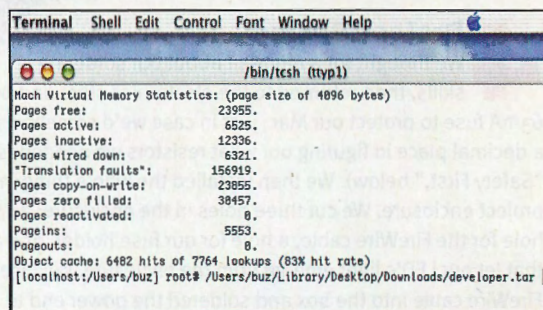 Terminal Shell Edit Control Font Window Help
/bin/tcsh (ttyp1)
Mach Virtual Memory Statistics: (page size of 4096 bytes)
Pages free: 23955.
Pages active: 6525.
Pages inactive: 12336.
Pages wired down: 6321.
"Translation faults": 156919.
Pages copy-on-write: 23855.
Pages zero filled: 38457.
Pages reactivated: 0.
Pageins: 5553.
0.
Object cache: 6482 hits of 7764 lookups (83% hit rate)
[localhost:/Users/buz] root# /Users/buz/Library/Desktop/Downloads/developer.tar